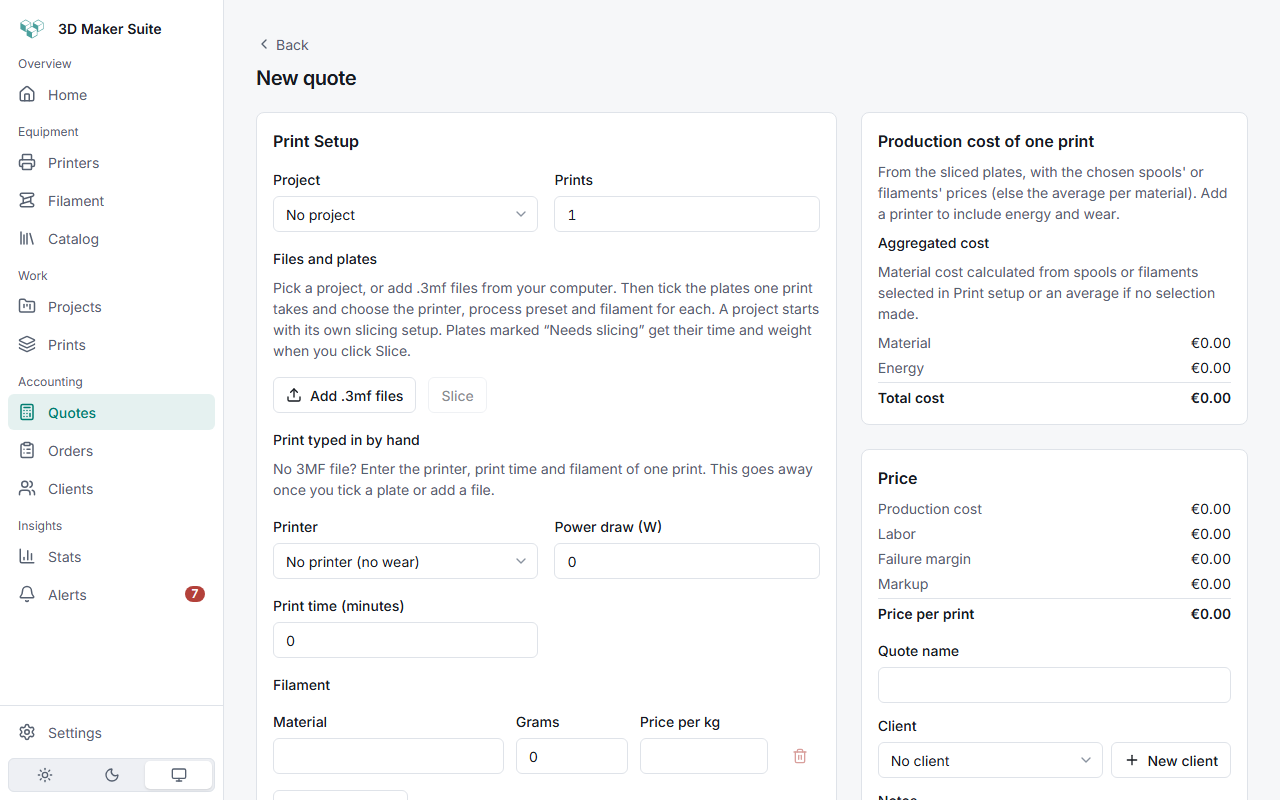 3D Maker Suite
Overview
Home
Equipment
Printers
Filament
Catalog
Work
Projects
Prints
Accounting
Quotes
Orders
Clients
Insights
Stats
Alerts
7
Settings
Back
New quote
Print Setup
Project
Prints
No project
1
Files and plates
Pick a project, or add .3mf files from your computer. Then tick the plates one print
takes and choose the printer, process preset and filament for each. A project starts
with its own slicing setup. Plates marked “Needs slicing” get their time and weight
when you click Slice.
Add .3mf files
Slice
Print typed in by hand
No 3MF file? Enter the printer, print time and filament of one print. This goes away
once you tick a plate or add a file.
Printer
Power draw (W)
No printer (no wear)
0
Print time (minutes)
0
Filament
Material
Grams
Price per kg
0
Production cost of one print
From the sliced plates, with the chosen spools' or
filaments' prices (else the average per material). Add
a printer to include energy and wear.
Aggregated cost
Material cost calculated from spools or filaments
selected in Print setup or an average if no selection
made.
Material €0.00
Energy €0.00
Total cost €0.00
Price
Production cost €0.00
Labor €0.00
Failure margin €0.00
Markup €0.00
Price per print €0.00
Quote name
Client
No client
New client
Notes